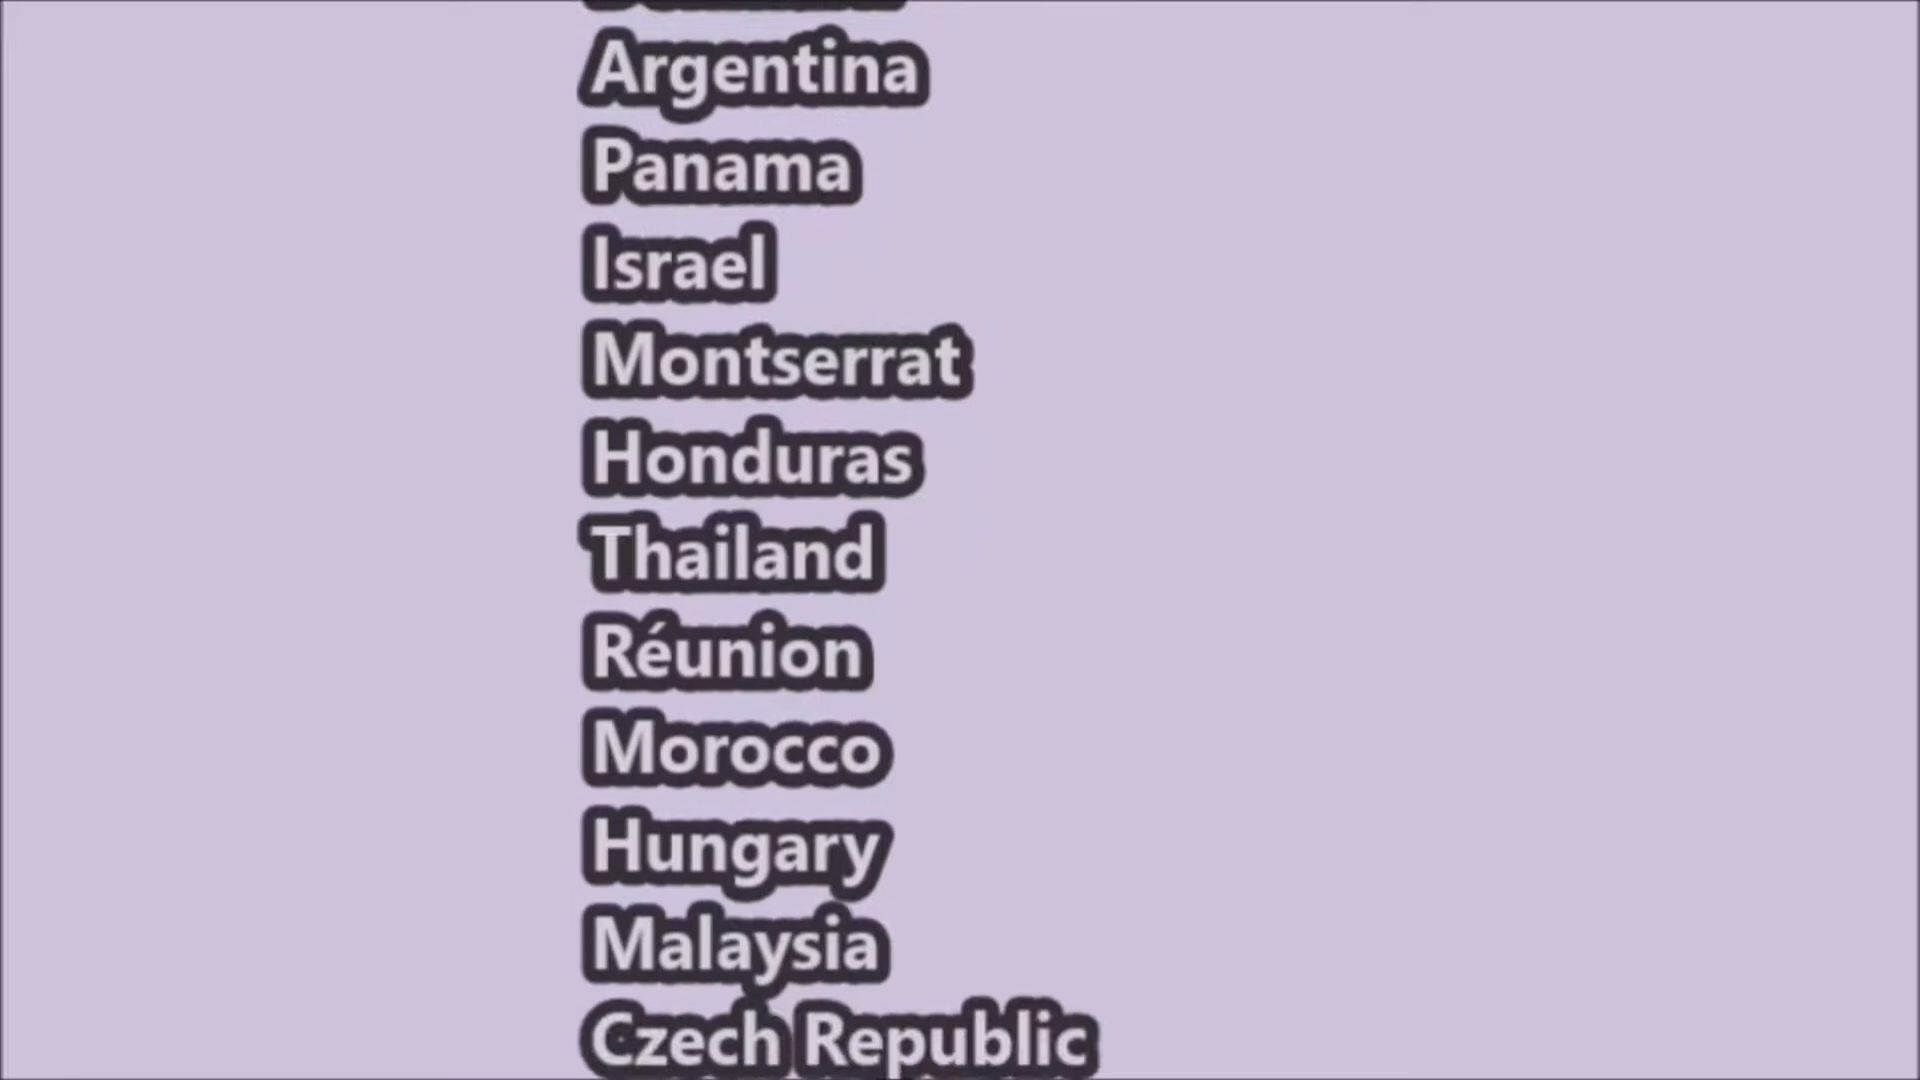 Argentina
Panama
Israel
Montserrat
Honduras
Thailand
Réunion
Morocco
Hungary
Malaysia
Czech Republic